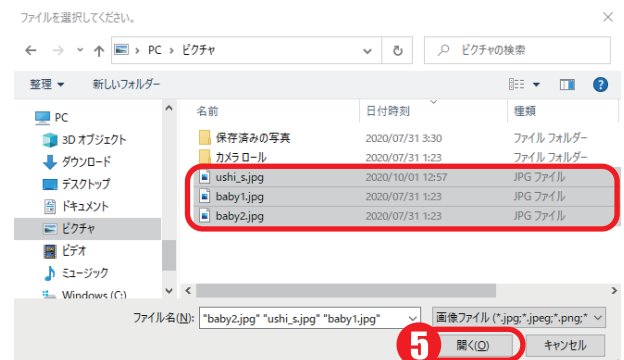 ファイルを選択してください。
PC › ピクチャ
ピクチャの検索
整理
新しいフォルダー
名前 日付時刻 種類
PC
3D オブジェクト
ダウンロード
デスクトップ
ドキュメント
ピクチャ
ビデオ
ミュージック
Windows (C:)
保存済みの写真 2020/07/31 3:30 ファイル フォルダー
カメラロール 2020/07/31 1:23 ファイル フォルダー
ushi_s.jpg 2020/10/01 12:57 JPG ファイル
baby1.jpg 2020/07/31 1:23 JPG ファイル
baby2.jpg 2020/07/31 1:23 JPG ファイル
ファイル名(N): "baby2.jpg" "ushi_s.jpg" "baby1.jpg" 画像ファイル (*.jpg;*.jpeg;*.png;*
5 開く(O) キャンセル